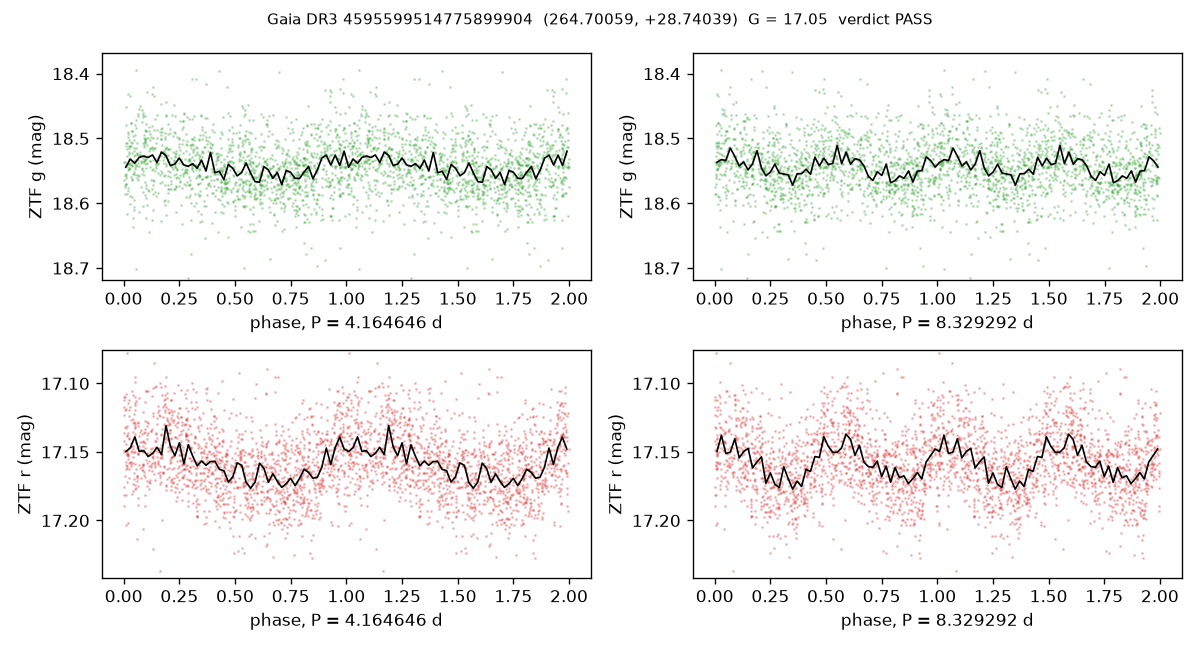 Gaia DR3 4595599514775899904 (264.70059, +28.74039) G = 17.05 verdict PASS
18.4
18.5
18.6
18.7
ZTF g (mag)
0.00 0.25 0.50 0.75 1.00 1.25 1.50 1.75 2.00
phase, P = 4.164646 d
18.4
18.5
18.6
18.7
ZTF g (mag)
0.00 0.25 0.50 0.75 1.00 1.25 1.50 1.75 2.00
phase, P = 8.329292 d
17.10
17.15
17.20
ZTF r (mag)
0.00 0.25 0.50 0.75 1.00 1.25 1.50 1.75 2.00
phase, P = 4.164646 d
17.10
17.15
17.20
ZTF r (mag)
0.00 0.25 0.50 0.75 1.00 1.25 1.50 1.75 2.00
phase, P = 8.329292 d